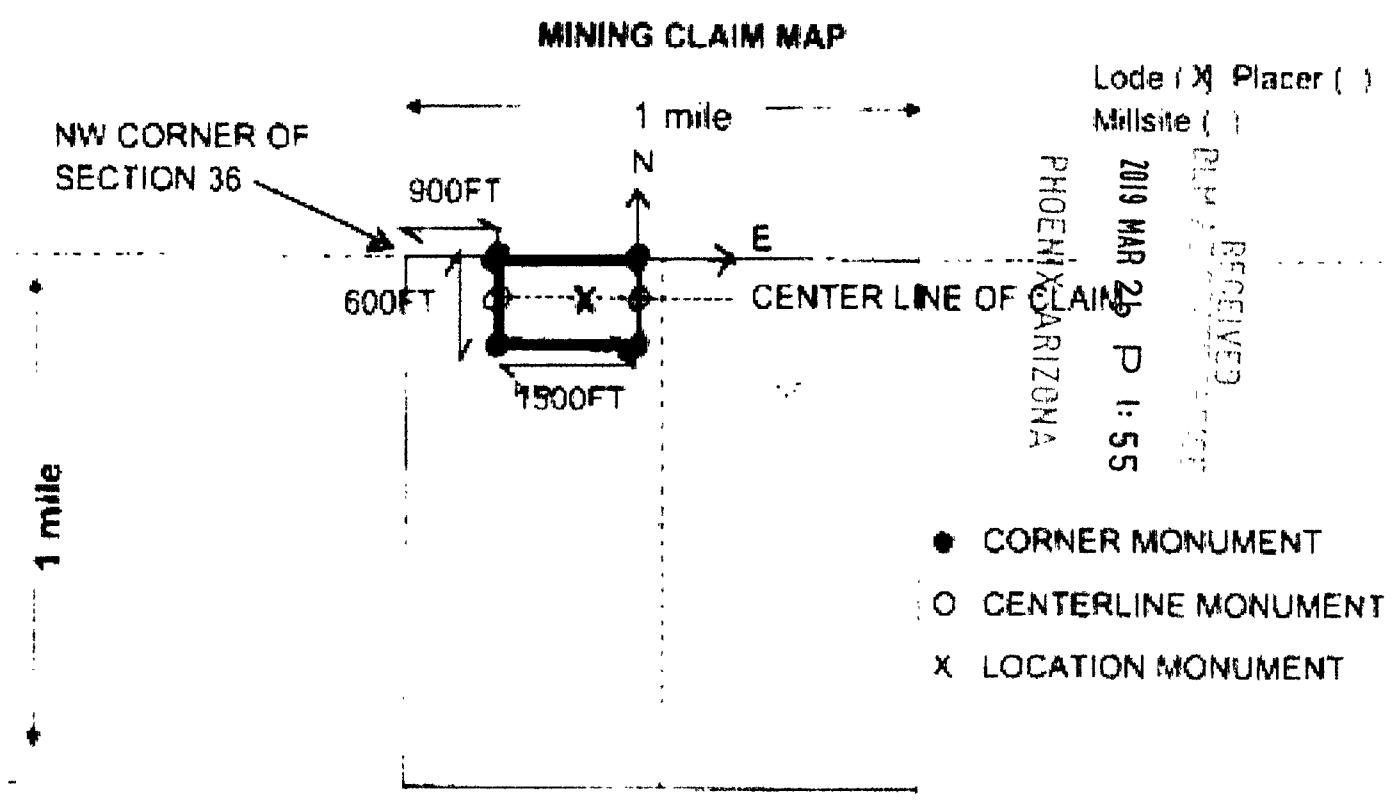 MINING CLAIM MAP
Lode ( X ) Placer ( )
Millsite ( )
1 mile
NW CORNER OF
SECTION 36
900FT
N
E
600FT
CENTER LINE OF CLAIM
X
1500FT
1 mile
RECEIVED
2019 MAR 26 P 1:55
PHOENIX, ARIZONA
CORNER MONUMENT
CENTERLINE MONUMENT
X LOCATION MONUMENT